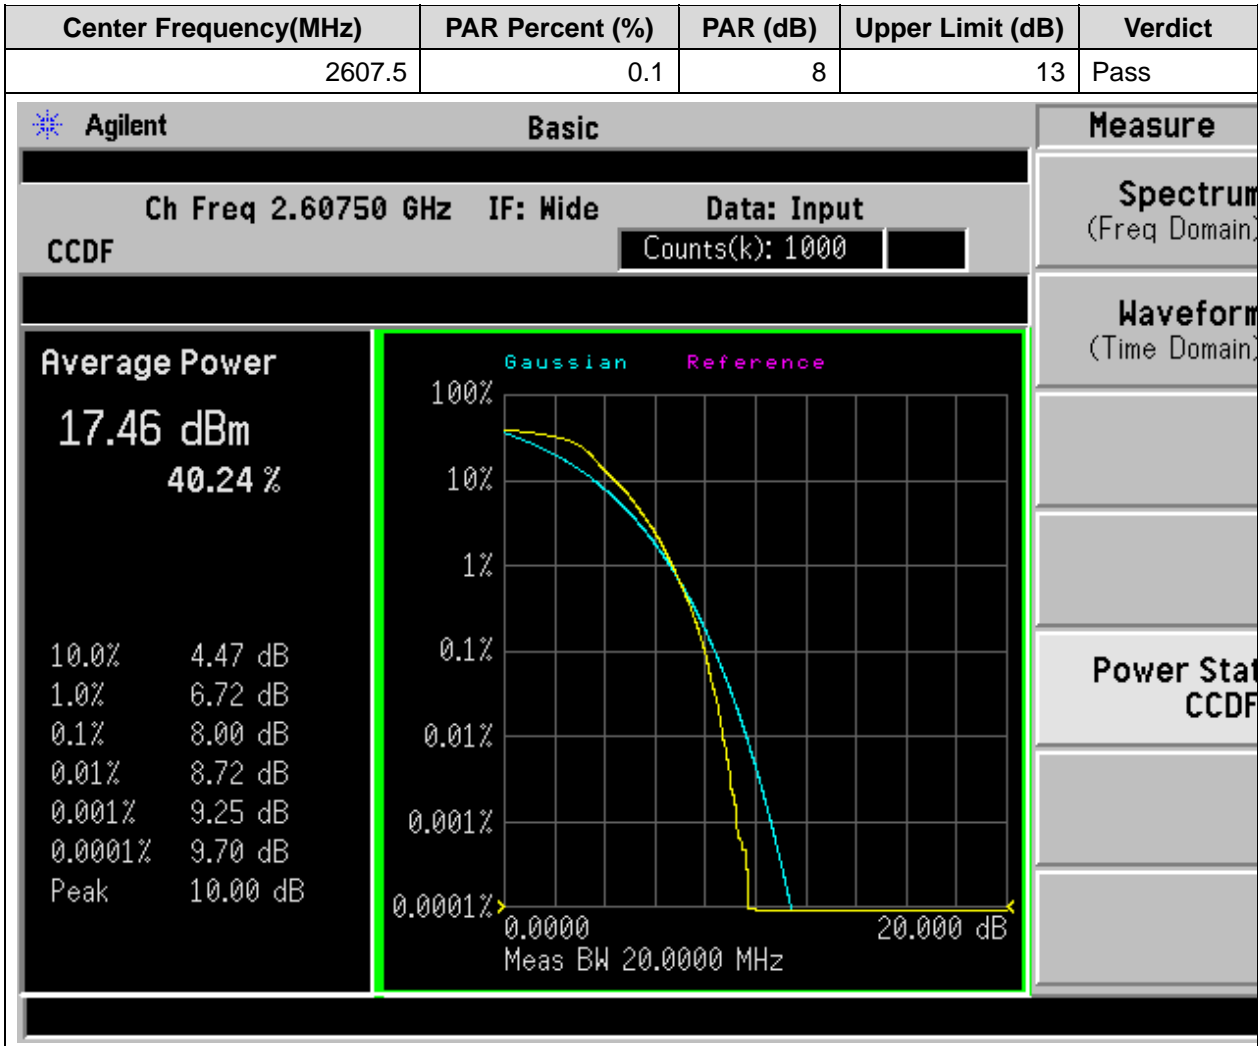 Center Frequency(MHz) PAR Percent (%) PAR (dB) Upper Limit (dB) Verdict
2607.5 0.1 8 13 Pass
Agilent Basic Measure
Ch Freq 2.60750 GHz IF: Wide Data: Input
CCDF Counts(k): 1000
Spectrum
(Freq Domain)
Waveform
(Time Domain)
Power Stat
CCDF
Average Power
17.46 dBm
40.24 %
10.0% 4.47 dB
1.0% 6.72 dB
0.1% 8.00 dB
0.01% 8.72 dB
0.001% 9.25 dB
0.0001% 9.70 dB
Peak 10.00 dB
Gaussian Reference
100%
10%
1%
0.1%
0.01%
0.001%
0.0001%
0.0000 20.000 dB
Meas BW 20.0000 MHz